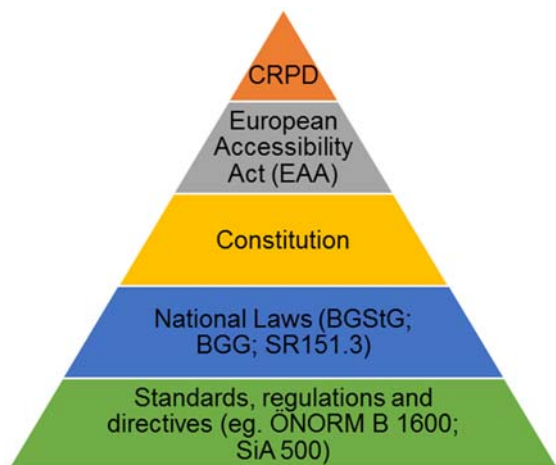 CRPD
European
Accessibility
Act (EAA)
Constitution
National Laws (BGStG;
BGG; SR151.3)
Standards, regulations and
directives (eg. ÖNORM B 1600;
SiA 500)